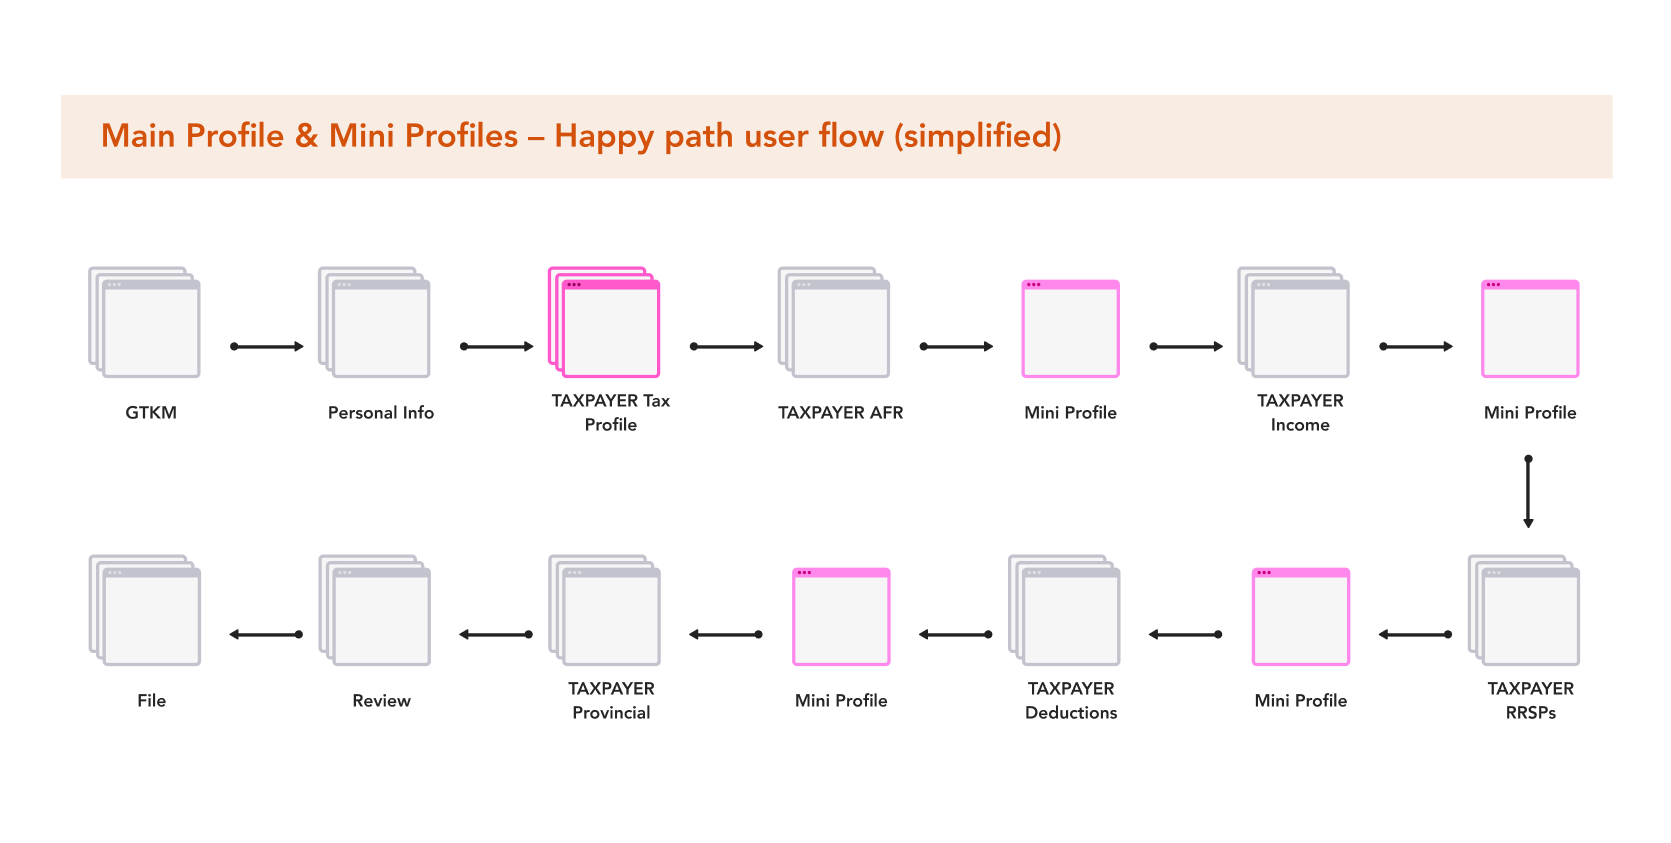 Main Profile & Mini Profiles – Happy path user flow (simplified)
GTKM
Personal Info
TAXPAYER Tax
Profile
TAXPAYER AFR
Mini Profile
TAXPAYER
Income
Mini Profile
File
Review
TAXPAYER
Provincial
Mini Profile
TAXPAYER
Deductions
Mini Profile
TAXPAYER
RRSPs